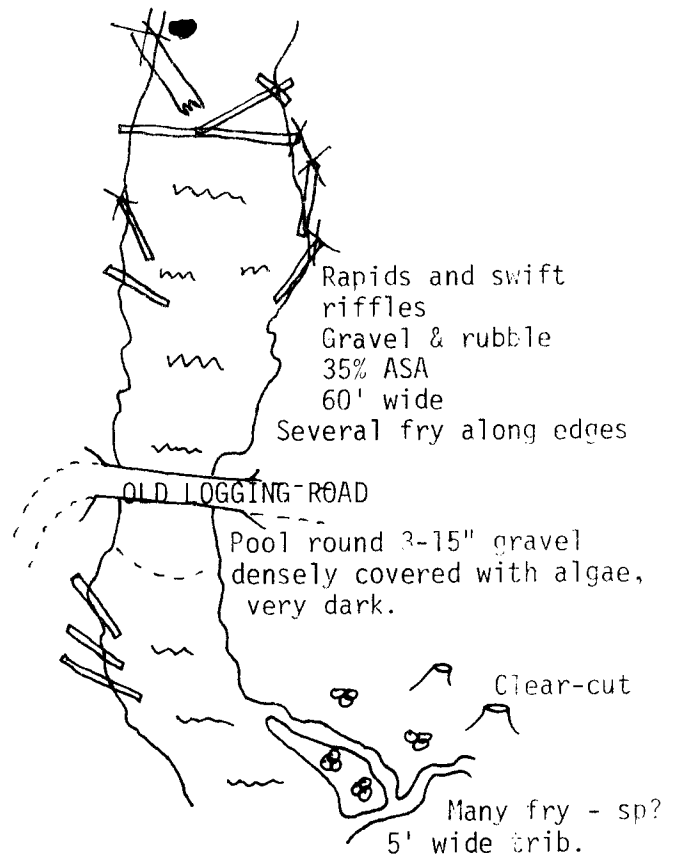 Rapids and swift
riffles
Gravel & rubble
35% ASA
60' wide
Several fry along edges
OLD LOGGING ROAD
Pool round 3-15" gravel
densely covered with algae,
very dark.
Clear-cut
Many fry - sp?
5' wide trib.